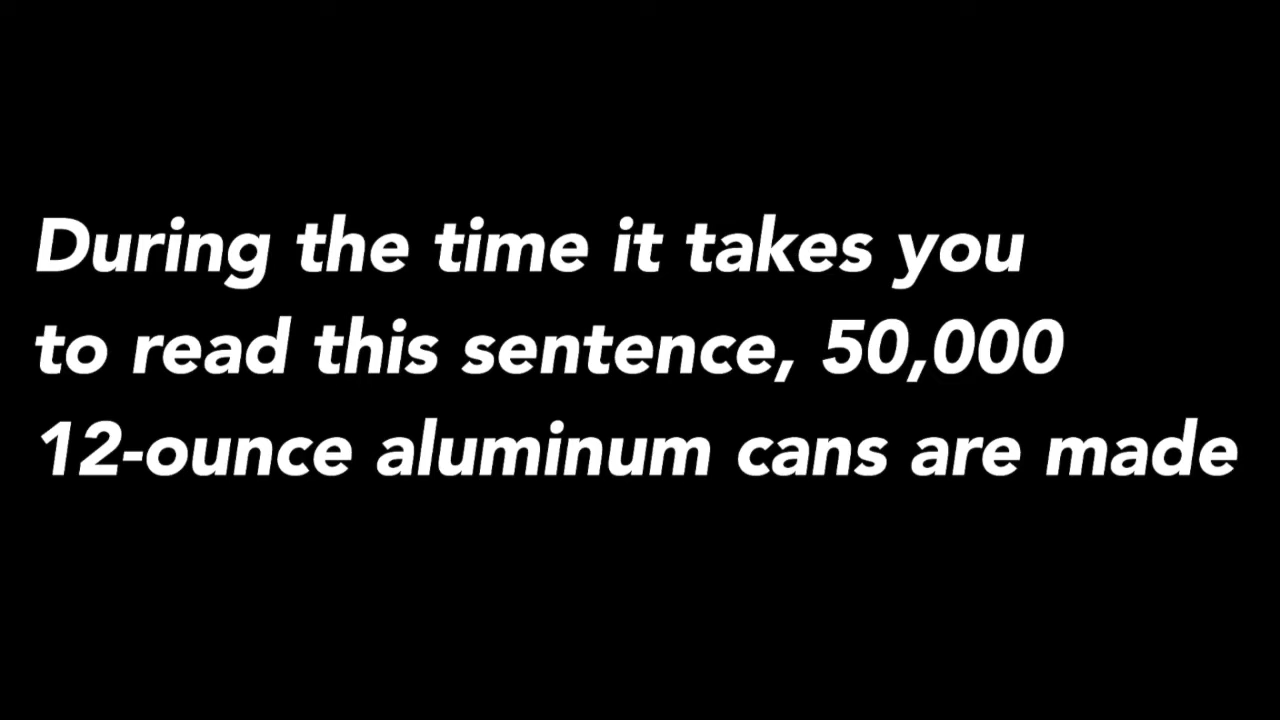 During the time it takes you
to read this sentence, 50,000
12-ounce aluminum cans are made